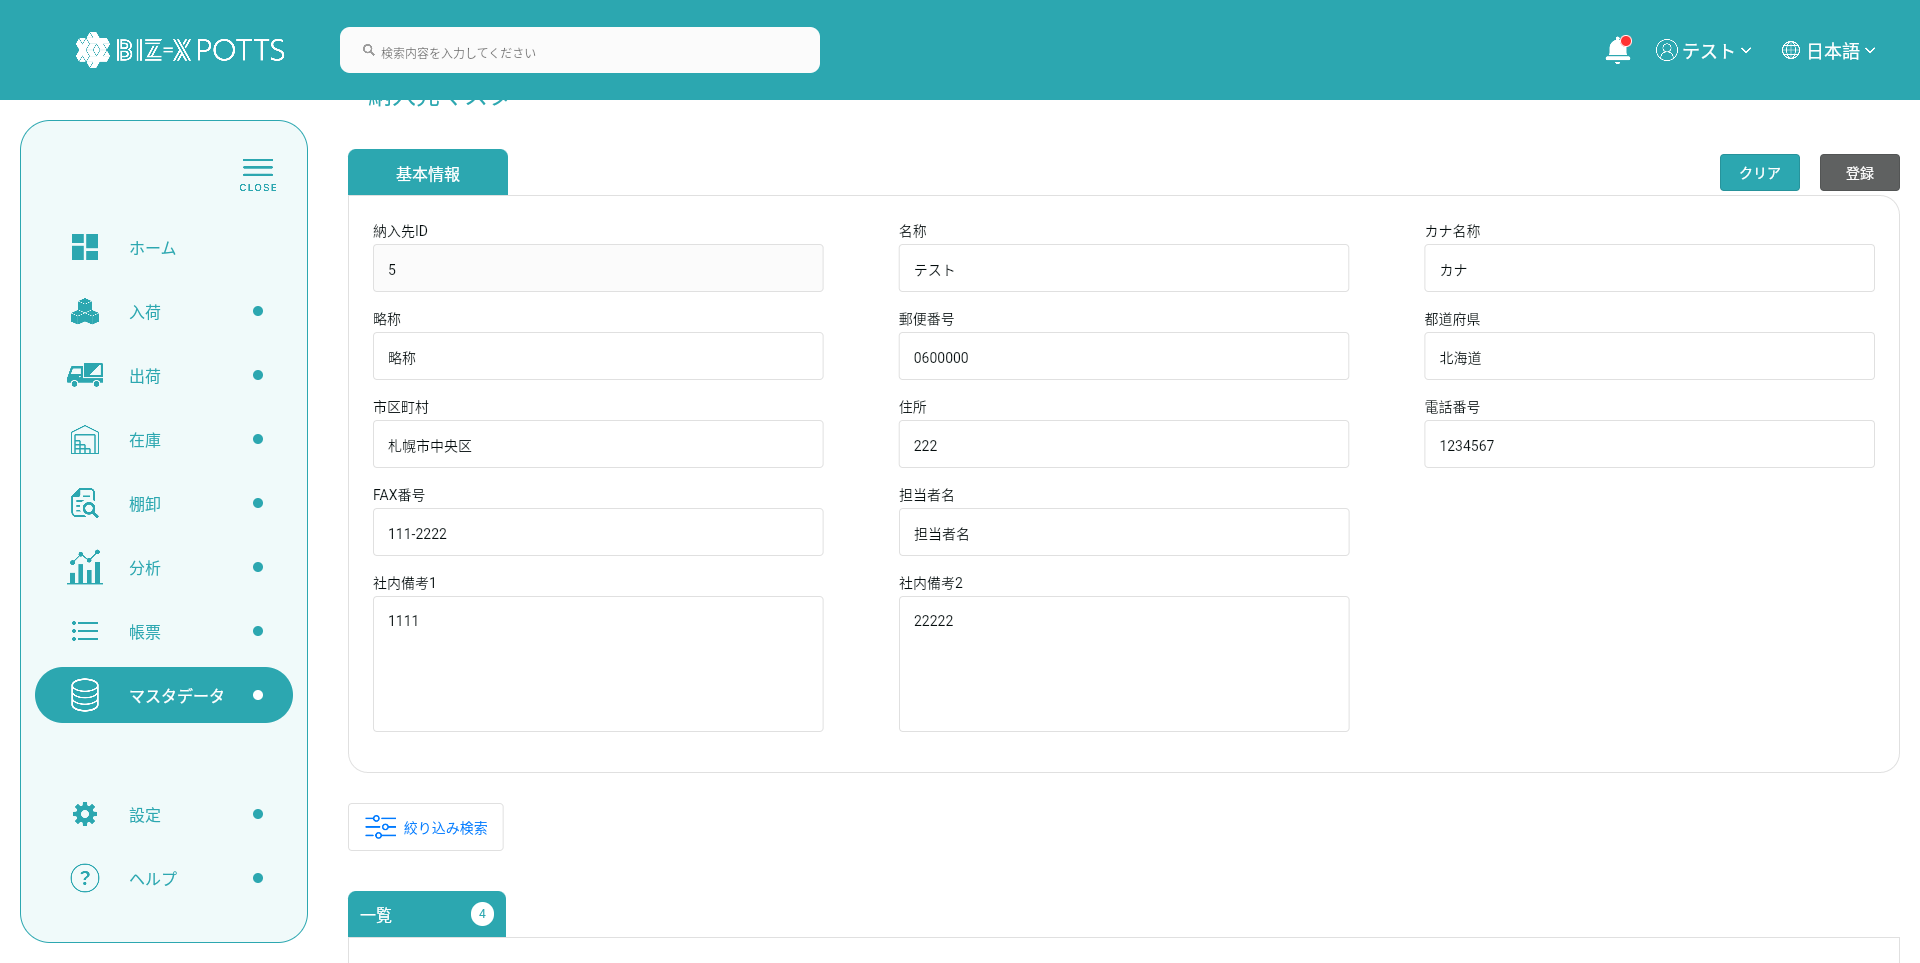 BIZ-X POTTS
検索内容を入力してください
テスト
日本語
納入先マスタ
CLOSE
ホーム
入荷
出荷
在庫
棚卸
分析
帳票
マスタデータ
設定
ヘルプ
基本情報
クリア
登録
納入先ID
5
名称
テスト
カナ名称
カナ
略称
略称
郵便番号
0600000
都道府県
北海道
市区町村
札幌市中央区
住所
222
電話番号
1234567
FAX番号
111-2222
担当者名
担当者名
社内備考1
1111
社内備考2
22222
絞り込み検索
一覧
4